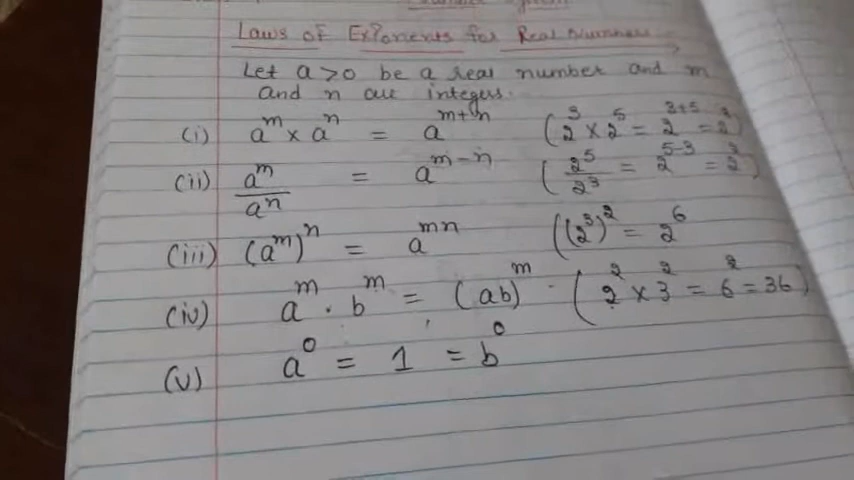 Laws of Exponents for Real Numbers
Let a > 0 be a real number and m
and n are integers.
(i) a^m × a^n = a^(m+n) (2^3 × 2^5 = 2^(3+5) =
(ii) a^m / a^n = a^(m-n) (2^5 / 2^3 = 2^(5-3) = 2^2)
(iii) (a^m)^n = a^(mn) ((2^3)^2 = 2^6
(iv) a^m · b^m = (ab)^m (2^2 × 3^2 = 6^2 = 36)
(v) a^0 = 1 = b^0